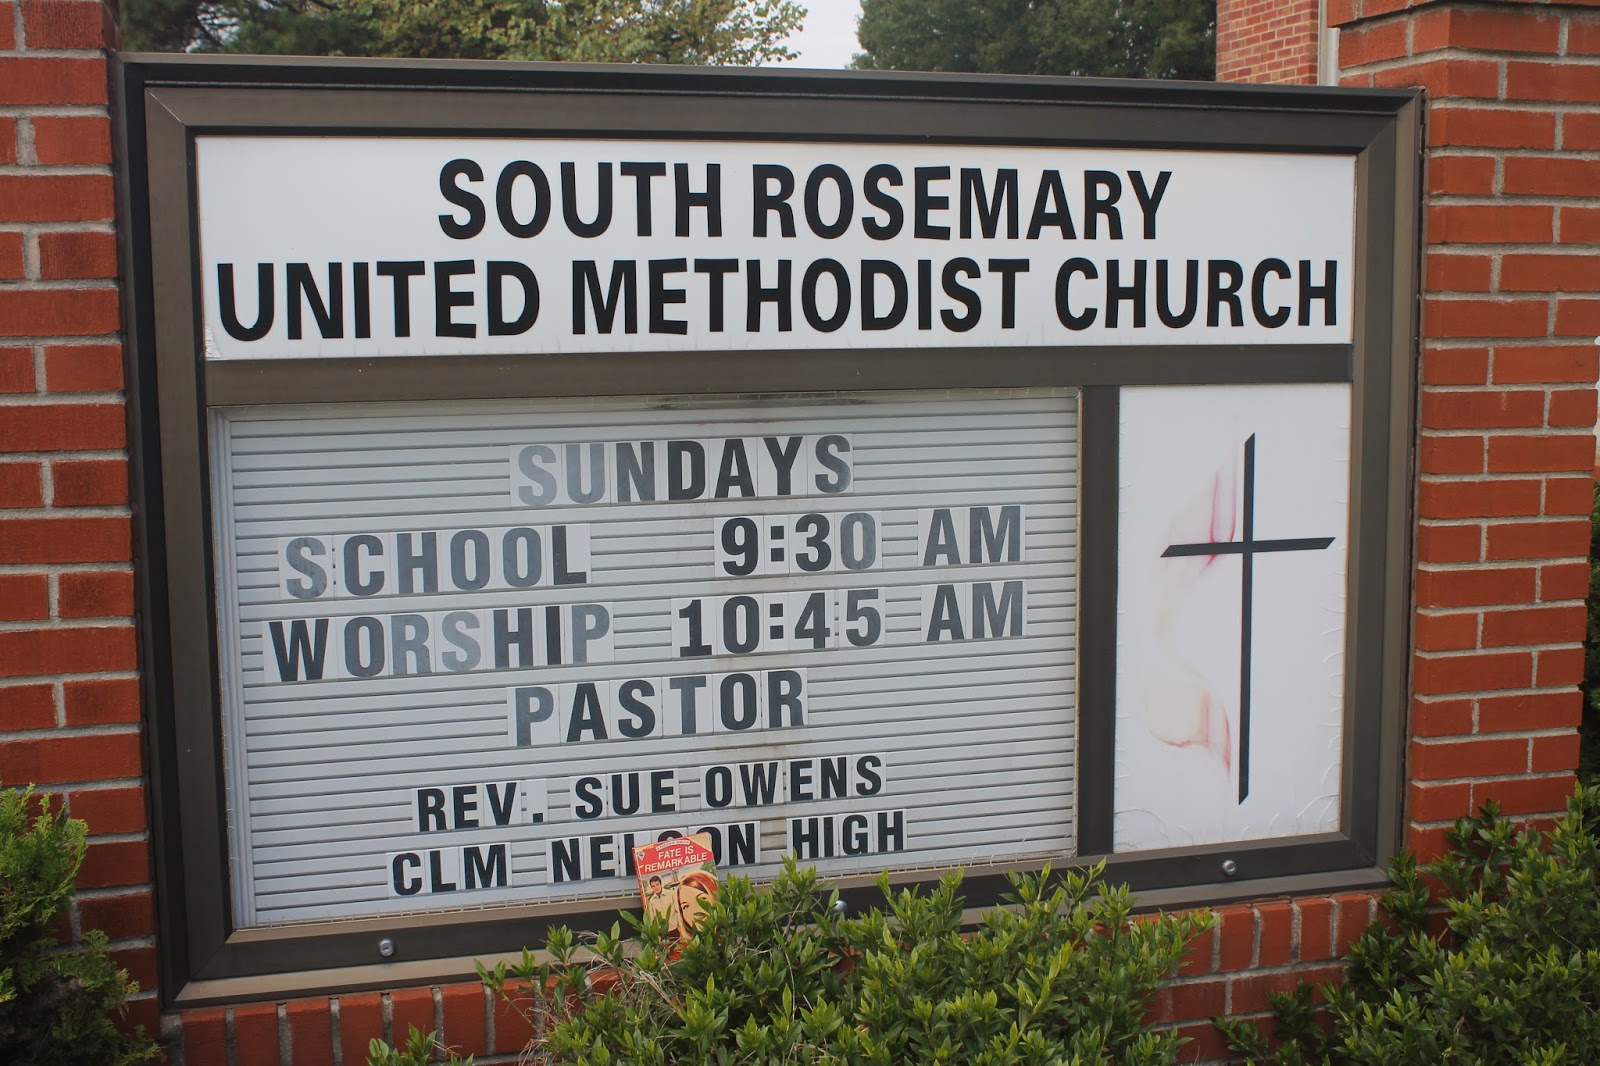 SOUTH ROSEMARY
UNITED METHODIST CHURCH
SUNDAYS
SCHOOL 9:30 AM
WORSHIP 10:45 AM
PASTOR
REV. SUE OWENS
CLM NELSON HIGH
FATE IS
REMARKABLE